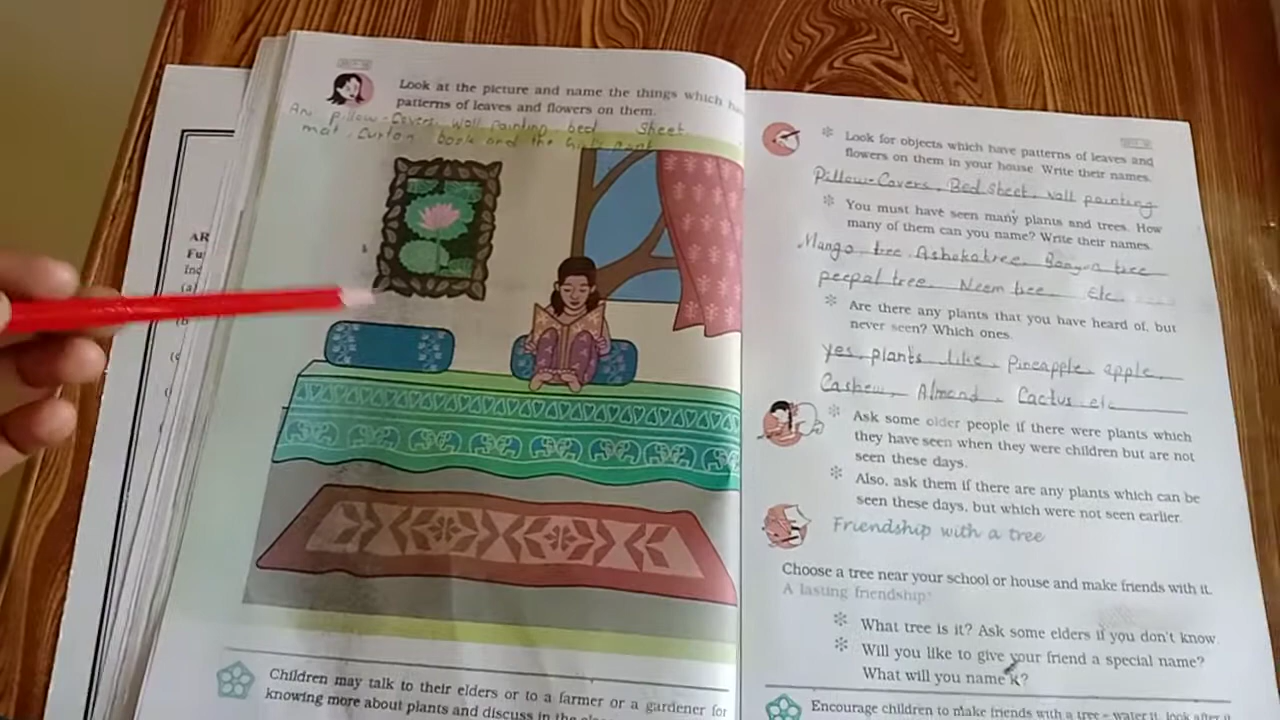 Look at the picture and name the things which
patterns of leaves and flowers on them.
An pillow-Covers, wall painting bed sheet
mat. Curton book and the
Children may talk to their elders or to a farmer or a gardener for
knowing more about plants and discuss in the
AR
Fu
Ind
(a)
(b
* Look for objects which have patterns of leaves and
flowers on them in your house. Write their names.
Pillow-Covers, Bed sheet, wall painting
* You must have seen many plants and trees. How
many of them can you name? Write their names.
Mango tree, Ashokatree, Banyan tree
peepal tree, Neem tree Etc
* Are there any plants that you have heard of, but
never seen? Which ones.
yes, plants like, Pineapple, apple,
Cashew, Almond, Cactus etc
* Ask some older people if there were plants which
they have seen when they were children but are not
seen these days.
* Also, ask them if there are any plants which can be
seen these days, but which were not seen earlier.
Friendship with a tree
Choose a tree near your school or house and make friends with it.
A lasting friendship!
* What tree is it? Ask some elders if you don't know.
* Will you like to give your friend a special name?
What will you name it?
Encourage children to make friends with a tree – water it, look after it